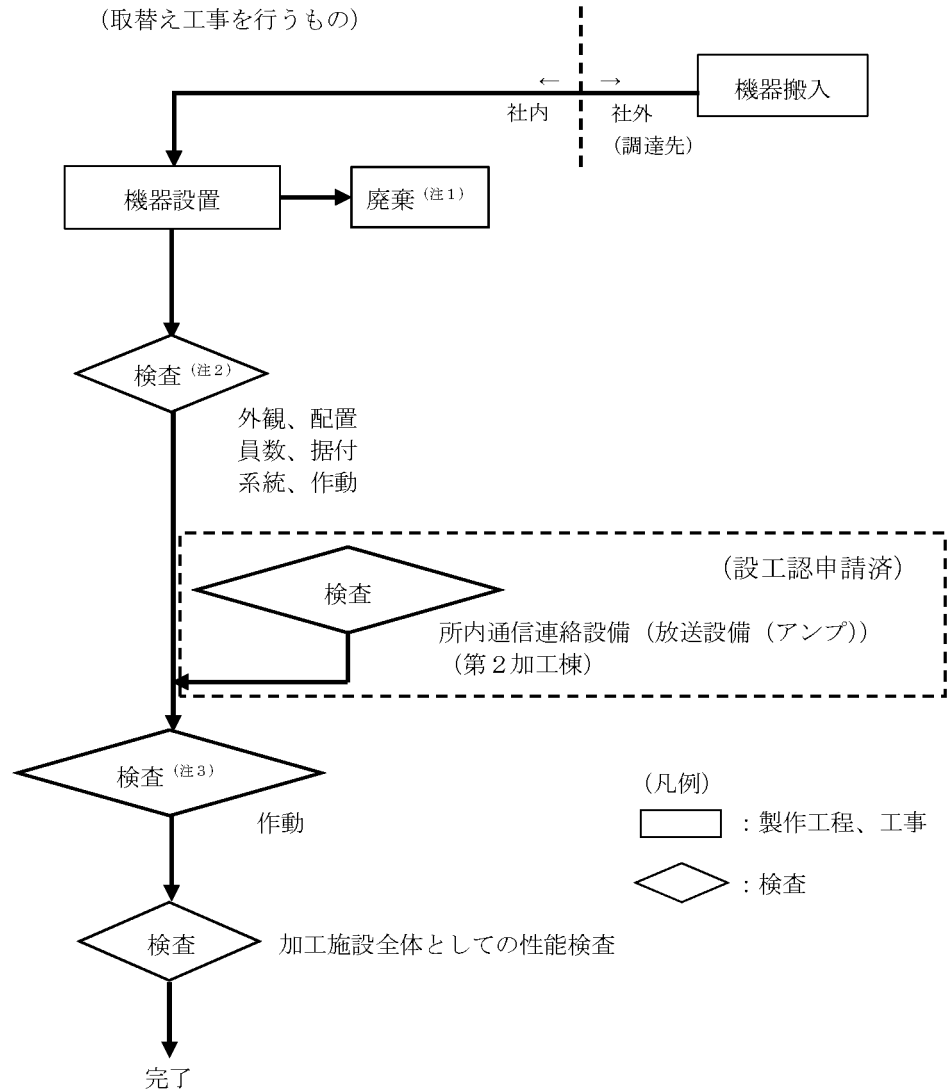 （取替え工事を行うもの）
機器搬入
← →
社内 社外
（調達先）
機器設置
廃棄（注１）
検査（注２）
外観、配置
員数、据付
系統、作動
（設工認申請済）
検査
所内通信連絡設備（放送設備（アンプ））
（第２加工棟）
検査（注３）
作動
（凡例）
：製作工程、工事
：検査
検査
加工施設全体としての性能検査
完了